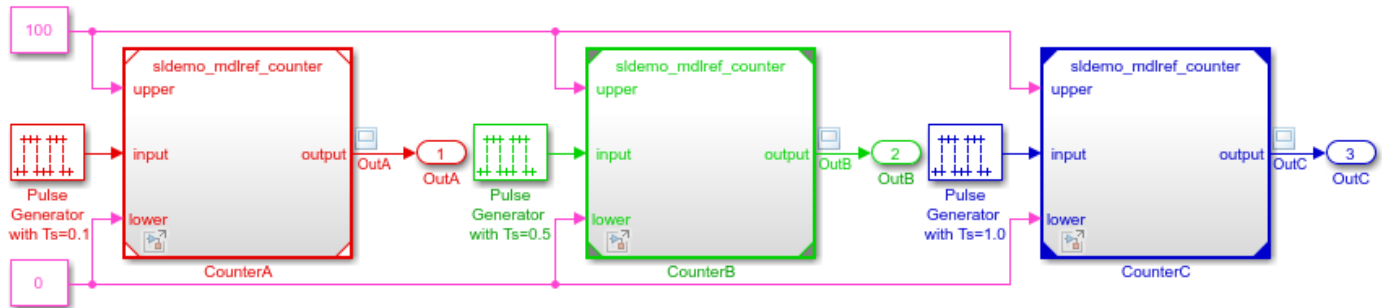 100
sldemo_mdlref_counter
upper
input
output
lower
CounterA
Pulse
Generator
with Ts=0.1
OutA
1
OutA
sldemo_mdlref_counter
upper
input
output
lower
CounterB
Pulse
Generator
with Ts=0.5
OutB
2
OutB
sldemo_mdlref_counter
upper
input
output
lower
CounterC
Pulse
Generator
with Ts=1.0
OutC
3
OutC
0